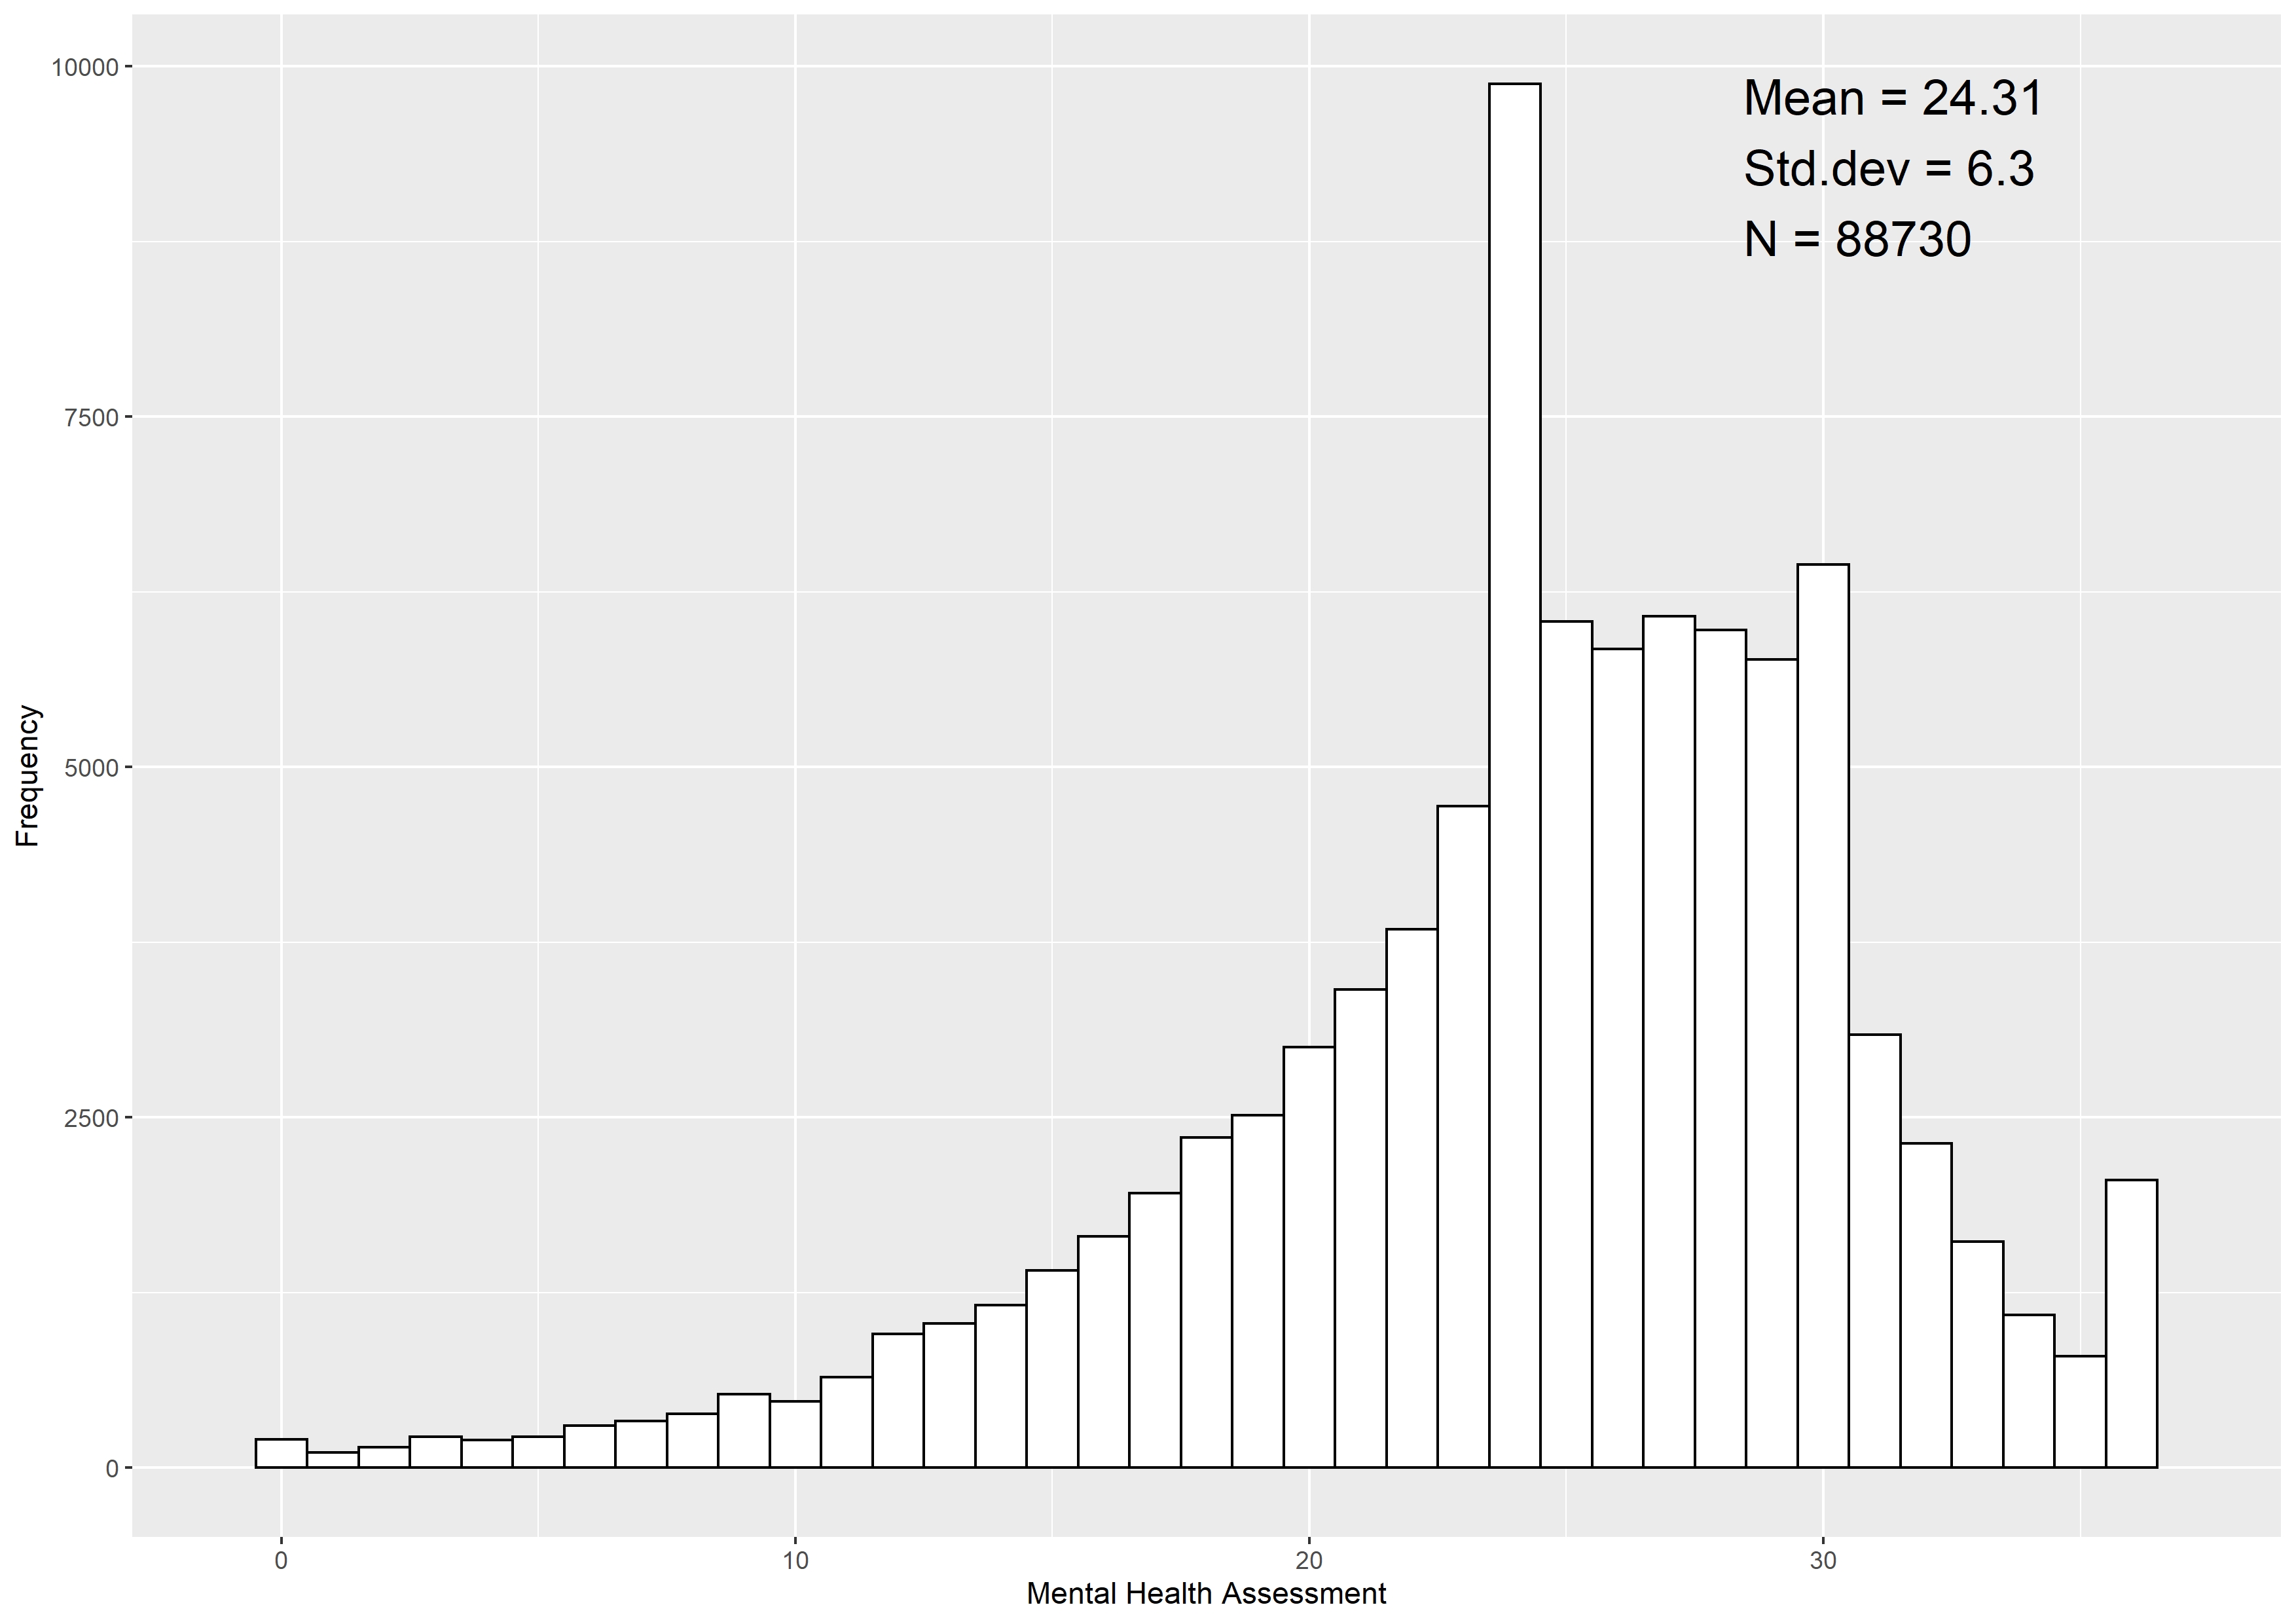 10000
7500
5000
2500
0
Frequency
Mean = 24.31
Std.dev = 6.3
N = 88730
0 10 20 30
Mental Health Assessment